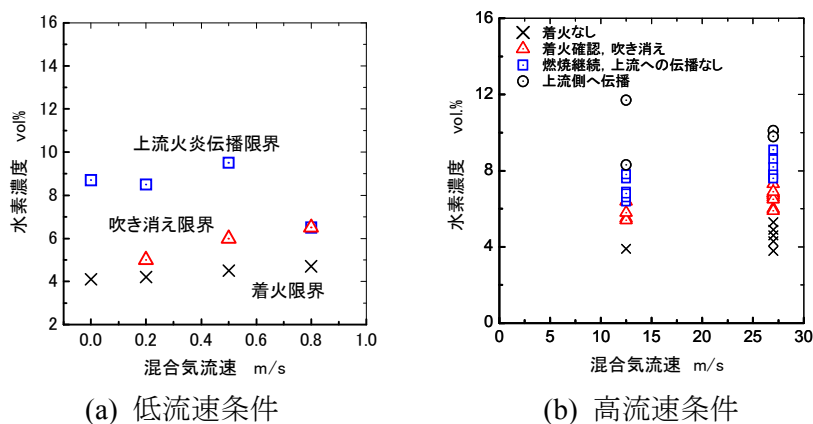 16
14
12
10
8
6
4
2
水素濃度 vol%
上流火炎伝播限界
吹き消え限界
着火限界
0.0 0.2 0.4 0.6 0.8 1.0
混合気流速 m/s
(a) 低流速条件
16
12
8
4
0
水素濃度 vol.%
着火なし
着火確認, 吹き消え
燃焼継続, 上流への伝播なし
上流側へ伝播
0 5 10 15 20 25 30
混合気流速 m/s
(b) 高流速条件